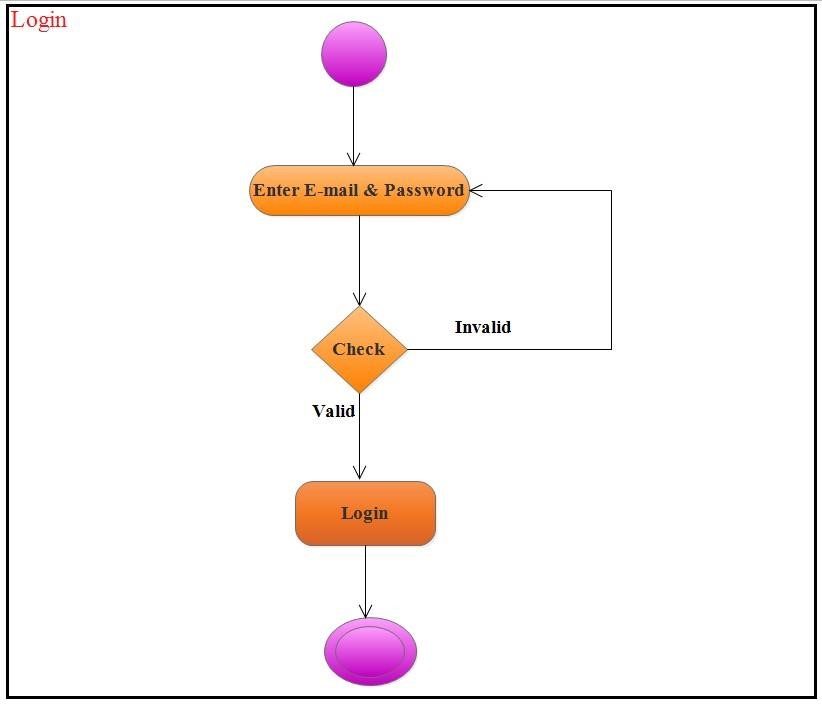 Login
Enter E-mail & Password
Invalid
Check
Valid
Login